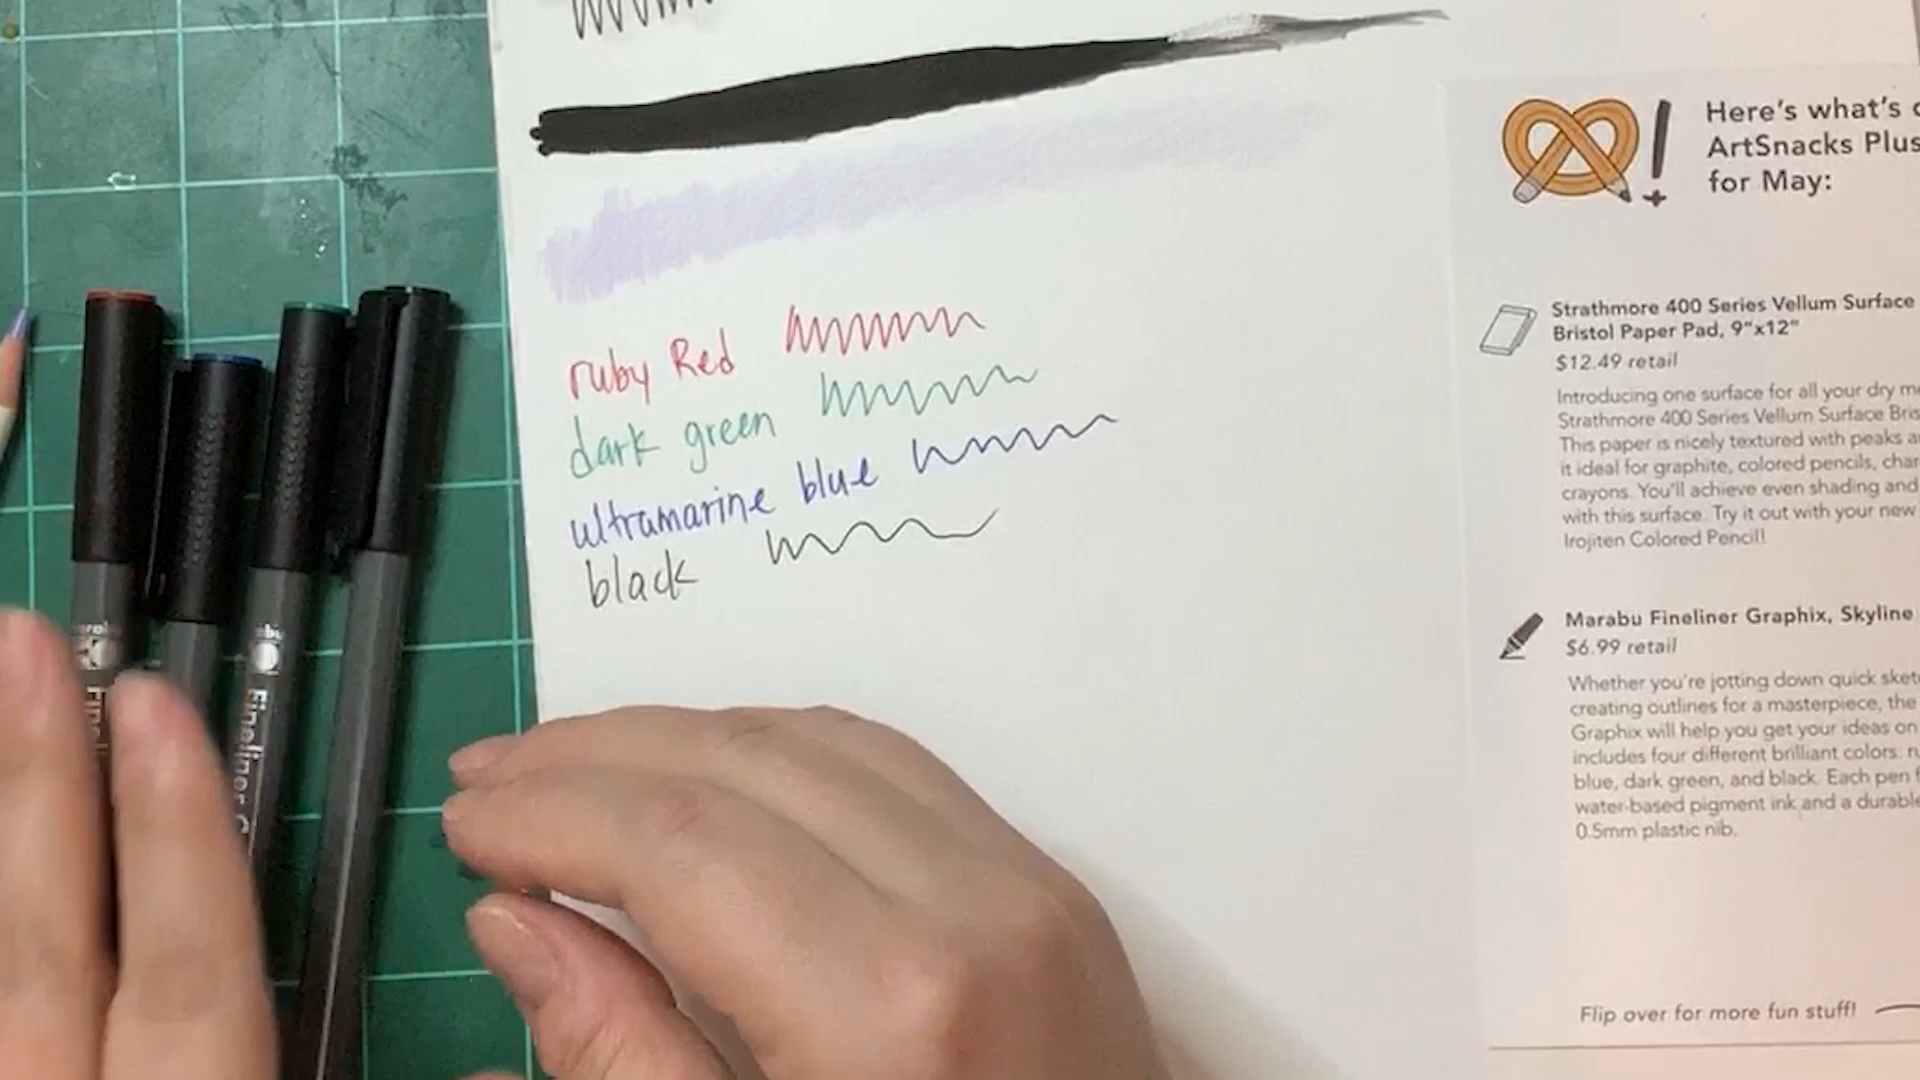 Here's what's
ArtSnacks Plus
for May:
Strathmore 400 Series Vellum Surface
Bristol Paper Pad, 9"x12"
$12.49 retail
Introducing one surface for all your dry
Strathmore 400 Series Vellum Surface
This paper is nicely textured with peaks
it ideal for graphite, colored pencils,
crayons. You'll achieve even shading and
with this surface. Try it out with your new
Irojiten Colored Pencil!
Marabu Fineliner Graphix, Skyline
$6.99 retail
Whether you're jotting down quick
creating outlines for a masterpiece, the
Graphix will help you get your ideas on
includes four different brilliant colors:
blue, dark green, and black. Each pen
water-based pigment ink and a durable
0.5mm plastic nib.
Flip over for more fun stuff!
ruby Red
dark green
ultramarine blue
black
Fineliner